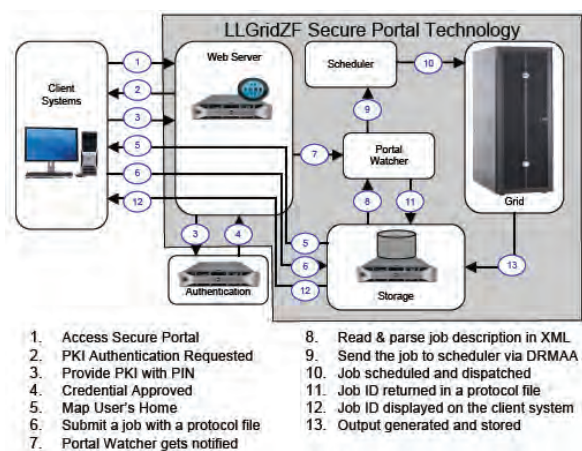 LLGridZF Secure Portal Technology
Client
Systems
Web Server
Scheduler
Portal
Watcher
Grid
Authentication
Storage
1
2
3
5
6
12
3
4
7
9
10
8
11
5
6
12
13
1. Access Secure Portal
2. PKI Authentication Requested
3. Provide PKI with PIN
4. Credential Approved
5. Map User's Home
6. Submit a job with a protocol file
7. Portal Watcher gets notified
8. Read & parse job description in XML
9. Send the job to scheduler via DRMAA
10. Job scheduled and dispatched
11. Job ID returned in a protocol file
12. Job ID displayed on the client system
13. Output generated and stored